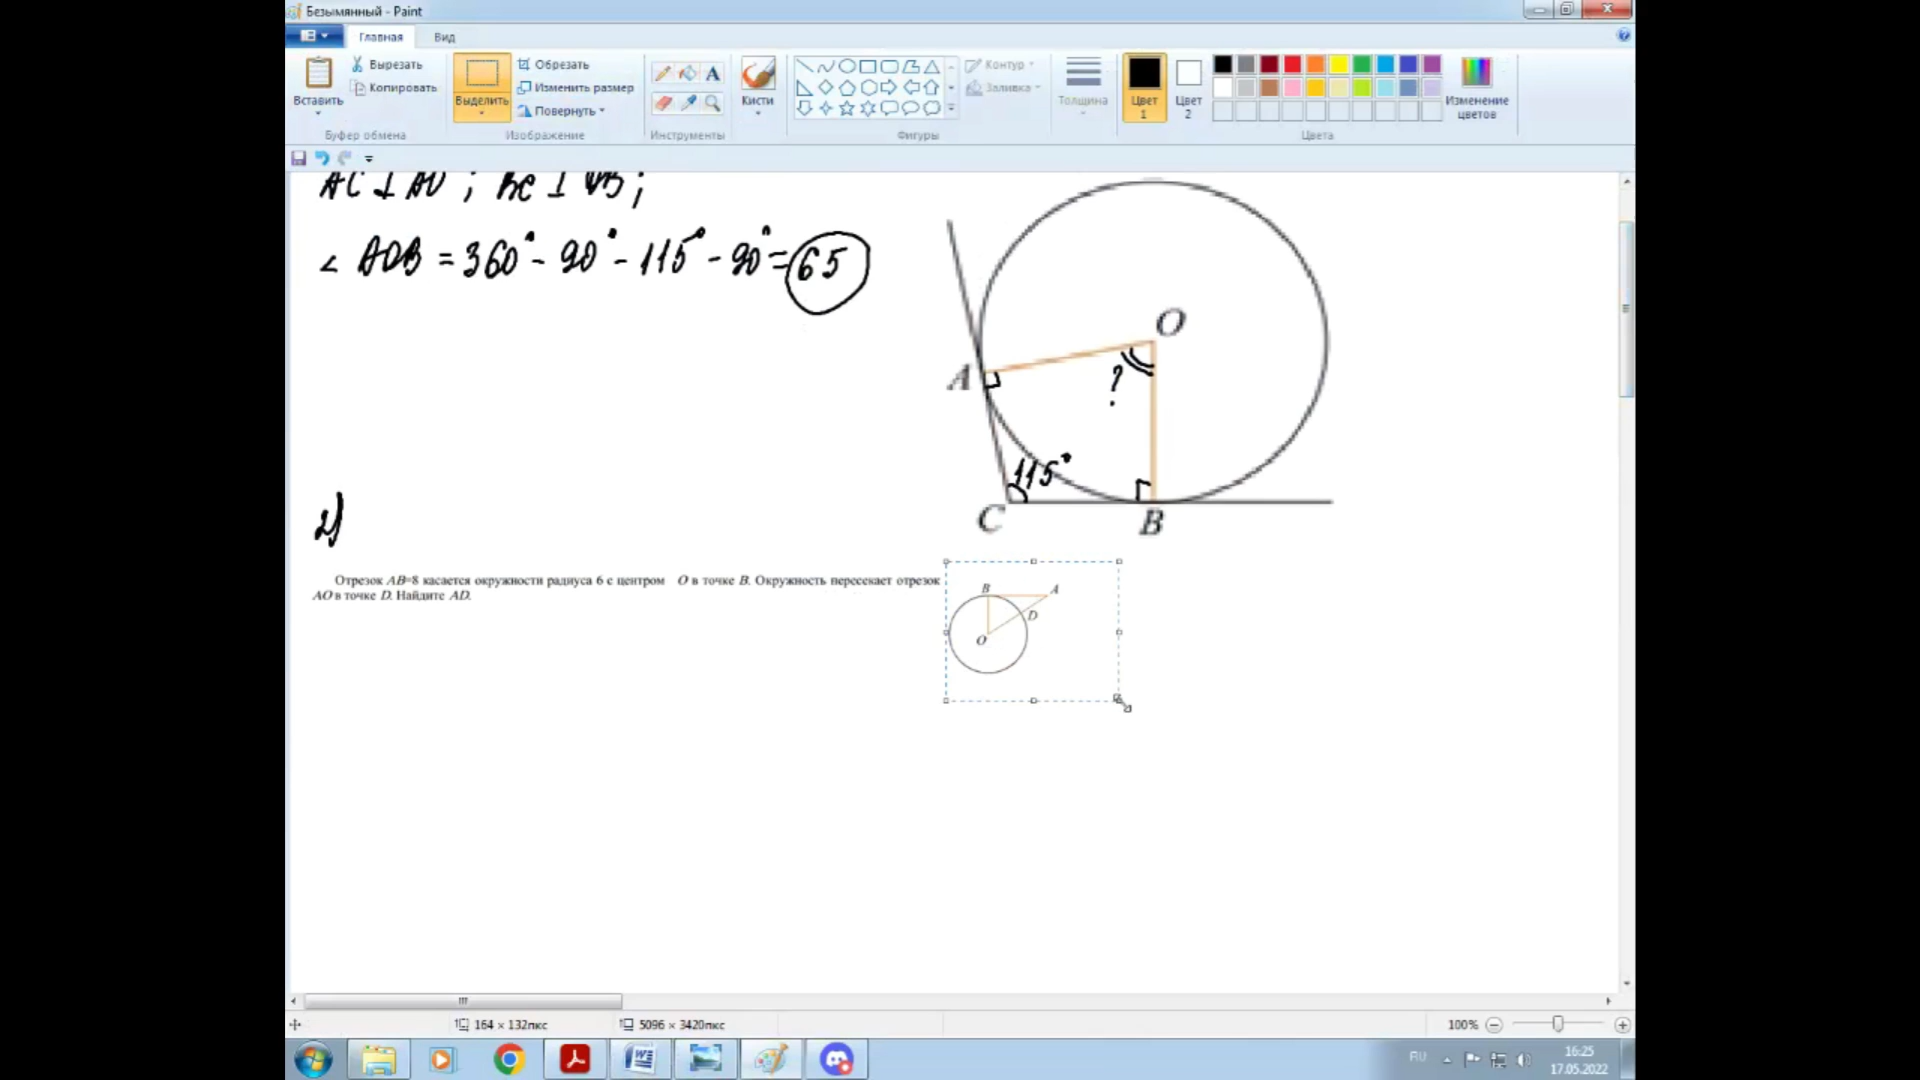 Безымянный - Paint
Главная
Вид
Вставить
Вырезать
Копировать
Буфер обмена
Выделить
Обрезать
Изменить размер
Повернуть
Изображение
A
Инструменты
Кисти
Фигуры
Контур
Заливка
Толщина
Цвет 1
Цвет 2
Изменение цветов
Цвета
AC ⊥ AO ; BC ⊥ OB ;
∠ AOB = 360° - 90° - 115° - 90° = 65
O
A
?
115°
C
B
2)
Отрезок AB=8 касается окружности радиуса 6 с центром O в точке B. Окружность пересекает отрезок
AO в точке D. Найдите AD.
B
A
D
O
164 × 132пкс
5096 × 3420пкс
100%
RU
16:25
17.05.2022